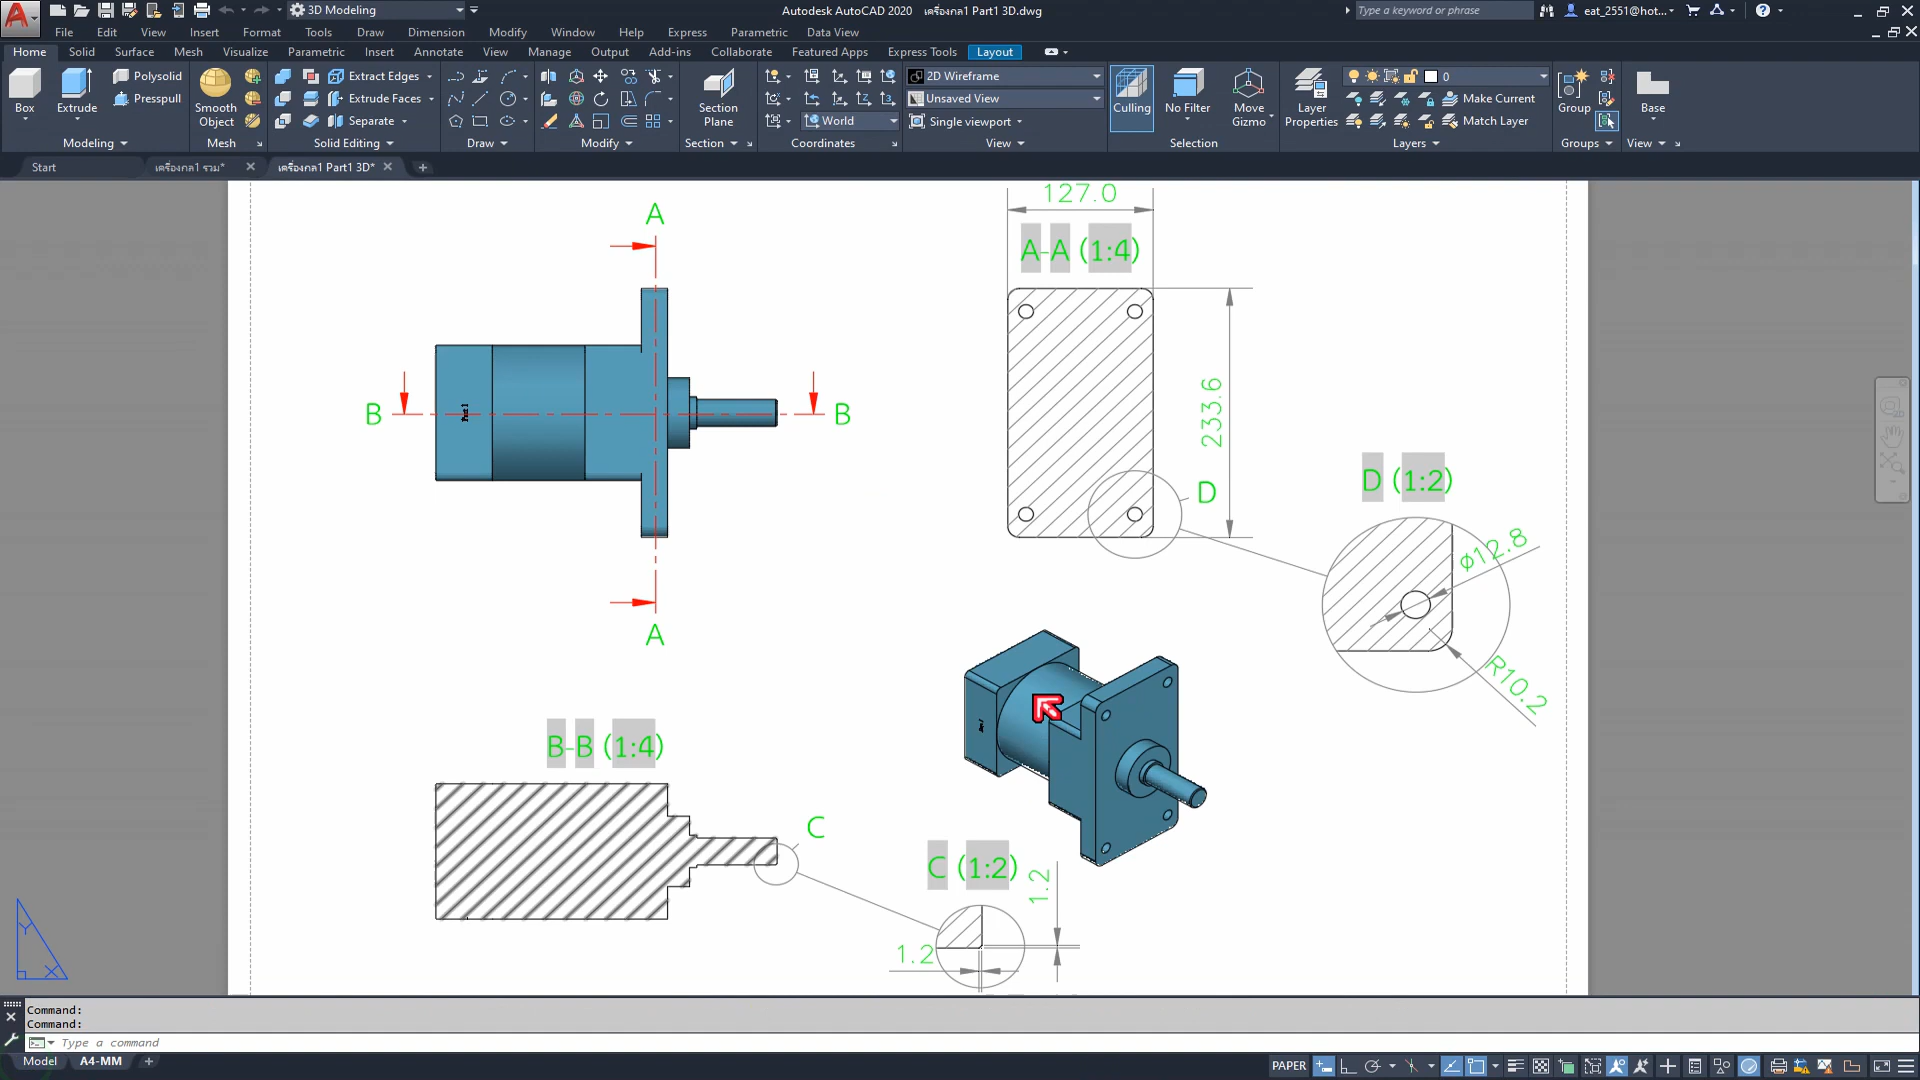 3D Modeling
Autodesk AutoCAD 2020 เครื่องกล1 Part1 3D.dwg
Type a keyword or phrase
eat_2551@hot...
File Edit View Insert Format Tools Draw Dimension Modify Window Help Express Parametric Data View
Home Solid Surface Mesh Visualize Parametric Insert Annotate View Manage Output Add-ins Collaborate Featured Apps Express Tools Layout
Box
Extrude
Polysolid
Presspull
Smooth Object
Extract Edges
Extrude Faces
Separate
Section Plane
World
2D Wireframe
Unsaved View
Single viewport
Culling
No Filter
Move Gizmo
Layer Properties
0
Make Current
Match Layer
Group
Base
Modeling Mesh Solid Editing Draw Modify Section Coordinates View Selection Layers Groups View
Start เครื่องกล1 รวม* เครื่องกล1 Part1 3D*
A
127.0
A-A (1:4)
B
Part 1
B
233.6
D
D (1:2)
ø12.8
A
R10.2
B-B (1:4)
C
C (1:2)
1.2
1.2
Y
X
Command:
Command:
Type a command
Model A4-MM
PAPER